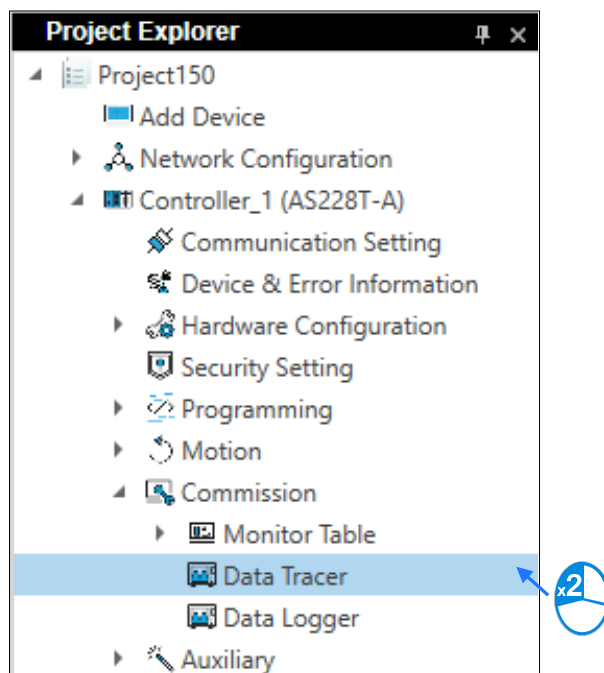 Project Explorer
Project150
Add Device
Network Configuration
Controller_1 (AS228T-A)
Communication Setting
Device & Error Information
Hardware Configuration
Security Setting
Programming
Motion
Commission
Monitor Table
Data Tracer
x2
Data Logger
Auxiliary